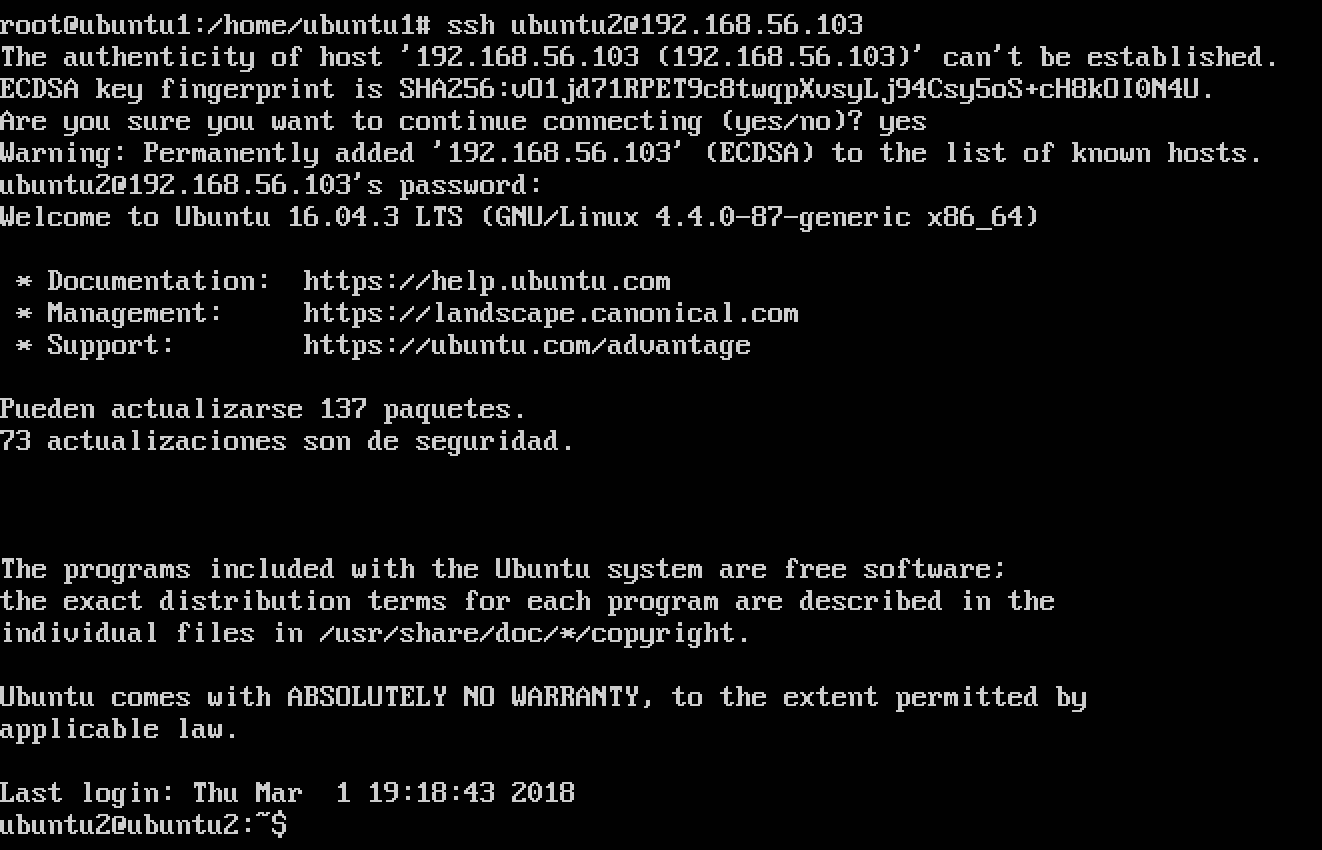 root@ubuntu1:/home/ubuntu1# ssh ubuntu2@192.168.56.103
The authenticity of host '192.168.56.103 (192.168.56.103)' can't be established.
ECDSA key fingerprint is SHA256:vO1jd71RPET9c8twqpXvsyLj94Csy5oS+cH8kOI0N4U.
Are you sure you want to continue connecting (yes/no)? yes
Warning: Permanently added '192.168.56.103' (ECDSA) to the list of known hosts.
ubuntu2@192.168.56.103's password:
Welcome to Ubuntu 16.04.3 LTS (GNU/Linux 4.4.0-87-generic x86_64)
* Documentation:  https://help.ubuntu.com
* Management:     https://landscape.canonical.com
* Support:        https://ubuntu.com/advantage
Pueden actualizarse 137 paquetes.
73 actualizaciones son de seguridad.
The programs included with the Ubuntu system are free software;
the exact distribution terms for each program are described in the
individual files in /usr/share/doc/*/copyright.
Ubuntu comes with ABSOLUTELY NO WARRANTY, to the extent permitted by
applicable law.
Last login: Thu Mar  1 19:18:43 2018
ubuntu2@ubuntu2:~$